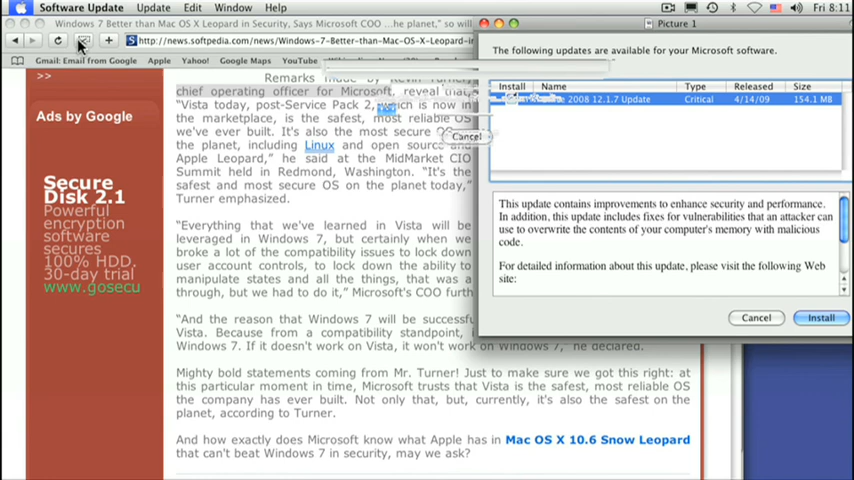 Software Update Update Edit Window Help Fri 8:11
Windows 7 Better than Mac OS X Leopard in Security, Says Microsoft COO ...he planet," so will
http://news.softpedia.com/news/Windows-7-Better-than-Mac-OS-X-Leopard-in
Gmail: Email from Google Apple Yahoo! Google Maps YouTube
>>
Ads by Google
Secure
Disk 2.1
Powerful
encryption
software
secures
100% HDD.
30-day trial
www.gosecu
Remarks made by Kevin Turner,
chief operating officer for Microsoft, reveal that,
“Vista today, post-Service Pack 2, which is now in
the marketplace, is the safest, most reliable OS
we've ever built. It's also the most secure OS
the planet, including Linux and open source and
Apple Leopard,” he said at the MidMarket CIO
Summit held in Redmond, Washington. “It's the
safest and most secure OS on the planet today,”
Turner emphasized.
“Everything that we've learned in Vista will be
leveraged in Windows 7, but certainly when we
broke a lot of the compatibility issues to lock down
user account controls, to lock down the ability to
manipulate states and all the things, that was a
through, but we had to do it,” Microsoft's COO furth
“And the reason that Windows 7 will be successfu
Vista. Because from a compatibility standpoint, i
Windows 7. If it doesn't work on Vista, it won't work on Windows 7,” he declared.
Mighty bold statements coming from Mr. Turner! Just to make sure we got this right: at
this particular moment in time, Microsoft trusts that Vista is the safest, most reliable OS
the company has ever built. Not only that, but, currently, it's also the safest on the
planet, according to Turner.
And how exactly does Microsoft know what Apple has in Mac OS X 10.6 Snow Leopard
that can't beat Windows 7 in security, may we ask?
Cancel
Picture 1
The following updates are available for your Microsoft software.
Install Name Type Released Size
2008 12.1.7 Update Critical 4/14/09 154.1 MB
This update contains improvements to enhance security and performance.
In addition, this update includes fixes for vulnerabilities that an attacker can
use to overwrite the contents of your computer's memory with malicious
code.
For detailed information about this update, please visit the following Web
site:
Cancel Install